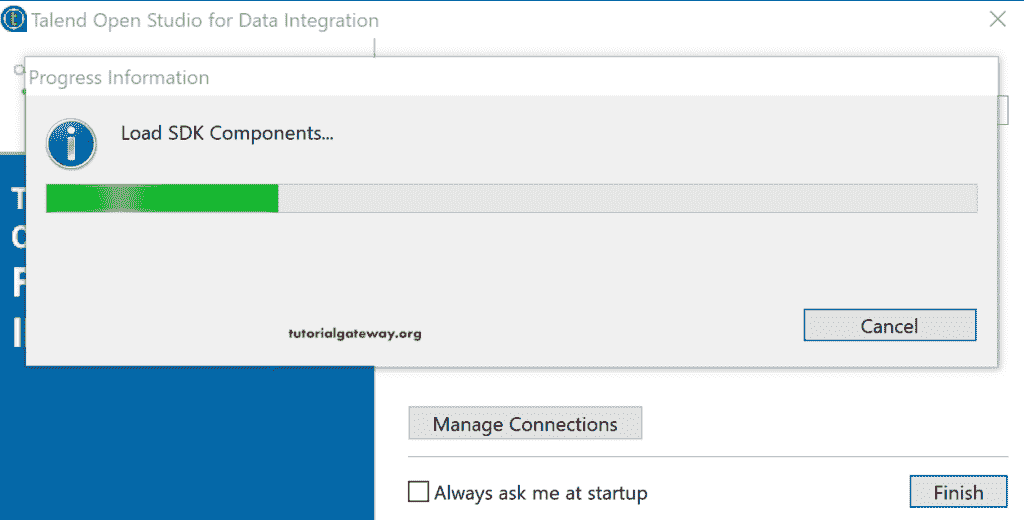 Talend Open Studio for Data Integration
Progress Information
Load SDK Components...
tutorialgateway.org
Cancel
Manage Connections
Always ask me at startup
Finish